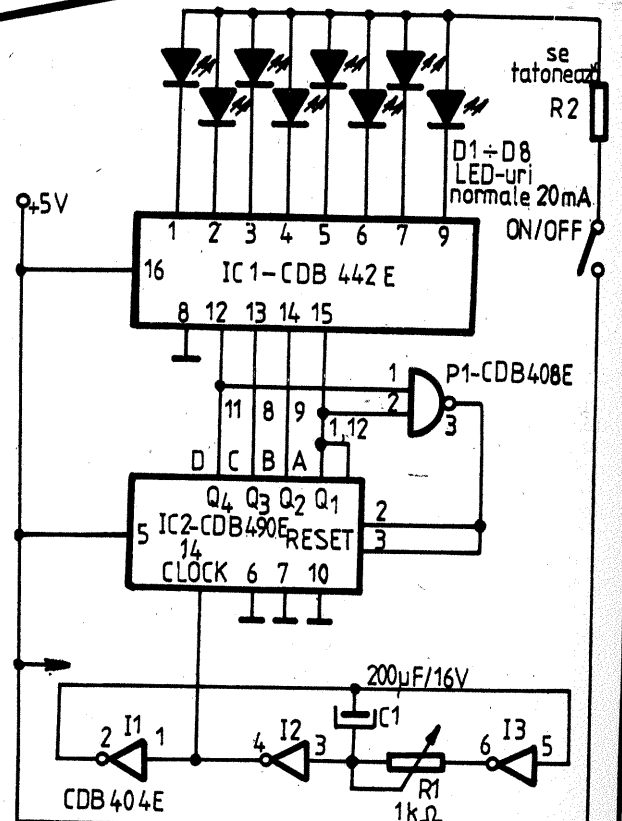 se
tatonează
R2
D1÷D8
LED-uri
normale 20mA
+5V
ON/OFF
1 2 3 4 5 6 7 9
16 IC1-CDB 442E
8 12 13 14 15
1 P1-CDB408E
2
3
11 8 9 1,12
D C B A
Q4 Q3 Q2 Q1
2
5 IC2-CDB490E RESET
3
14
CLOCK 6 7 10
200µF/16V
C1
2 I1 1 4 I2 3 6 I3 5
CDB404E
R1
1kΩ